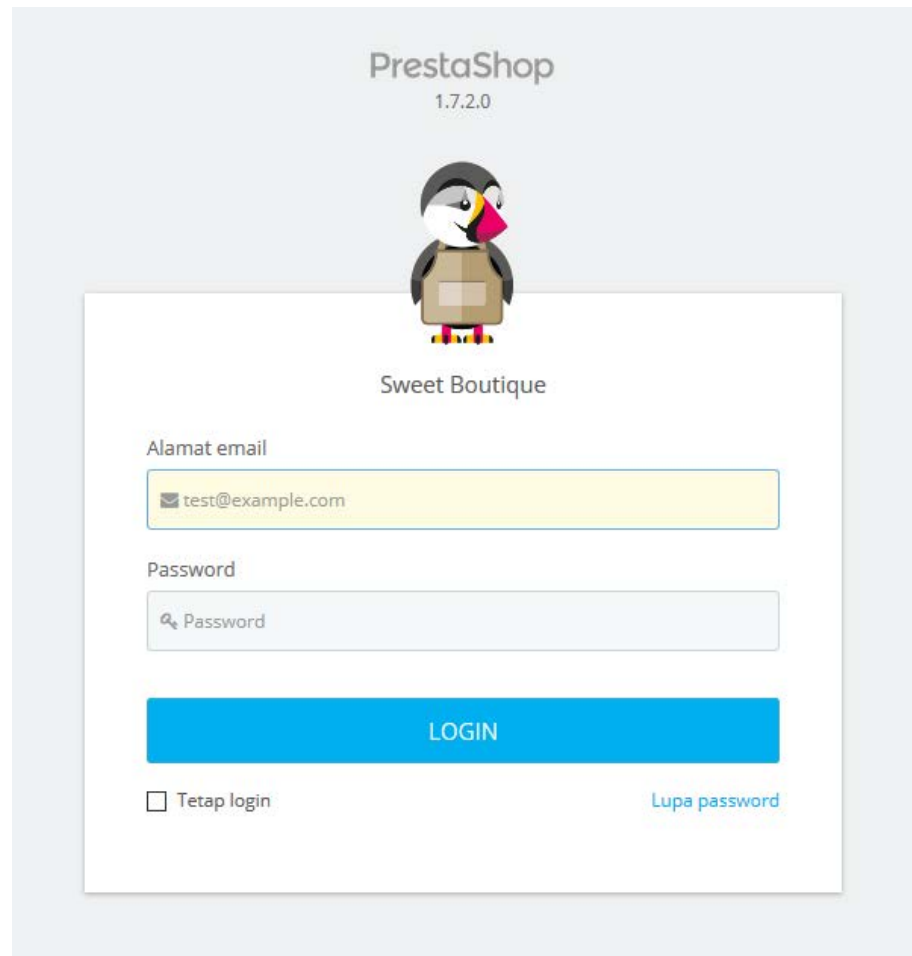 PrestaShop
1.7.2.0
Sweet Boutique
Alamat email
test@example.com
Password
Password
LOGIN
Tetap login
Lupa password